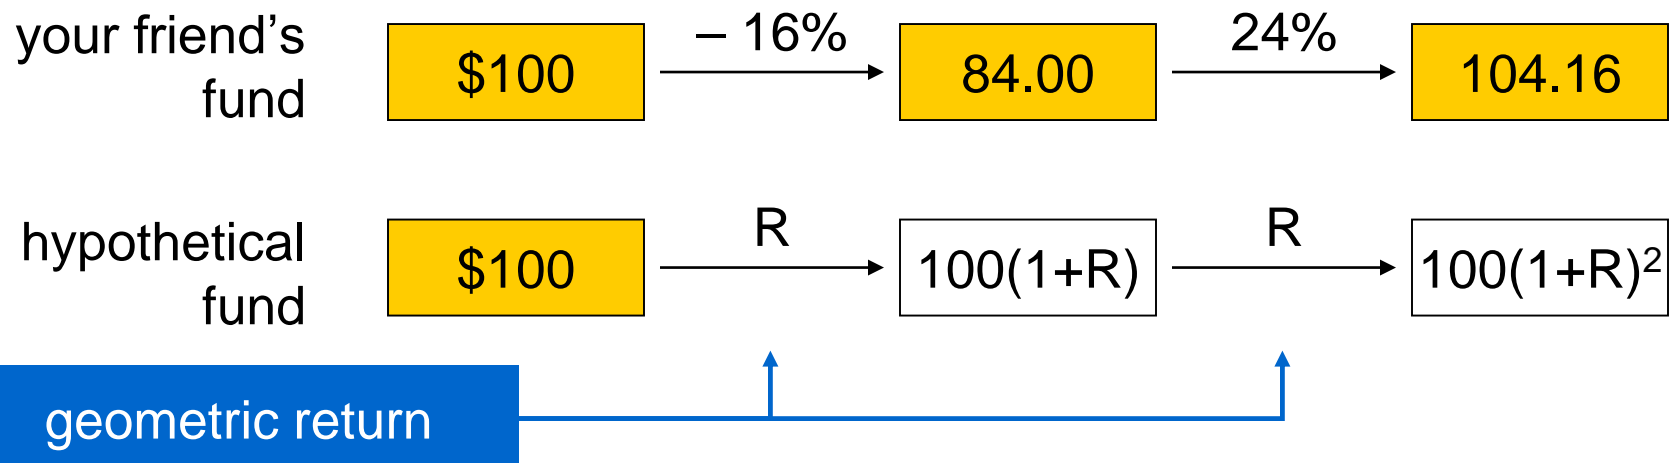 your friend’s
fund
$100
– 16%
84.00
24%
104.16
hypothetical
fund
$100
R
100(1+R)
R
100(1+R)²
geometric return